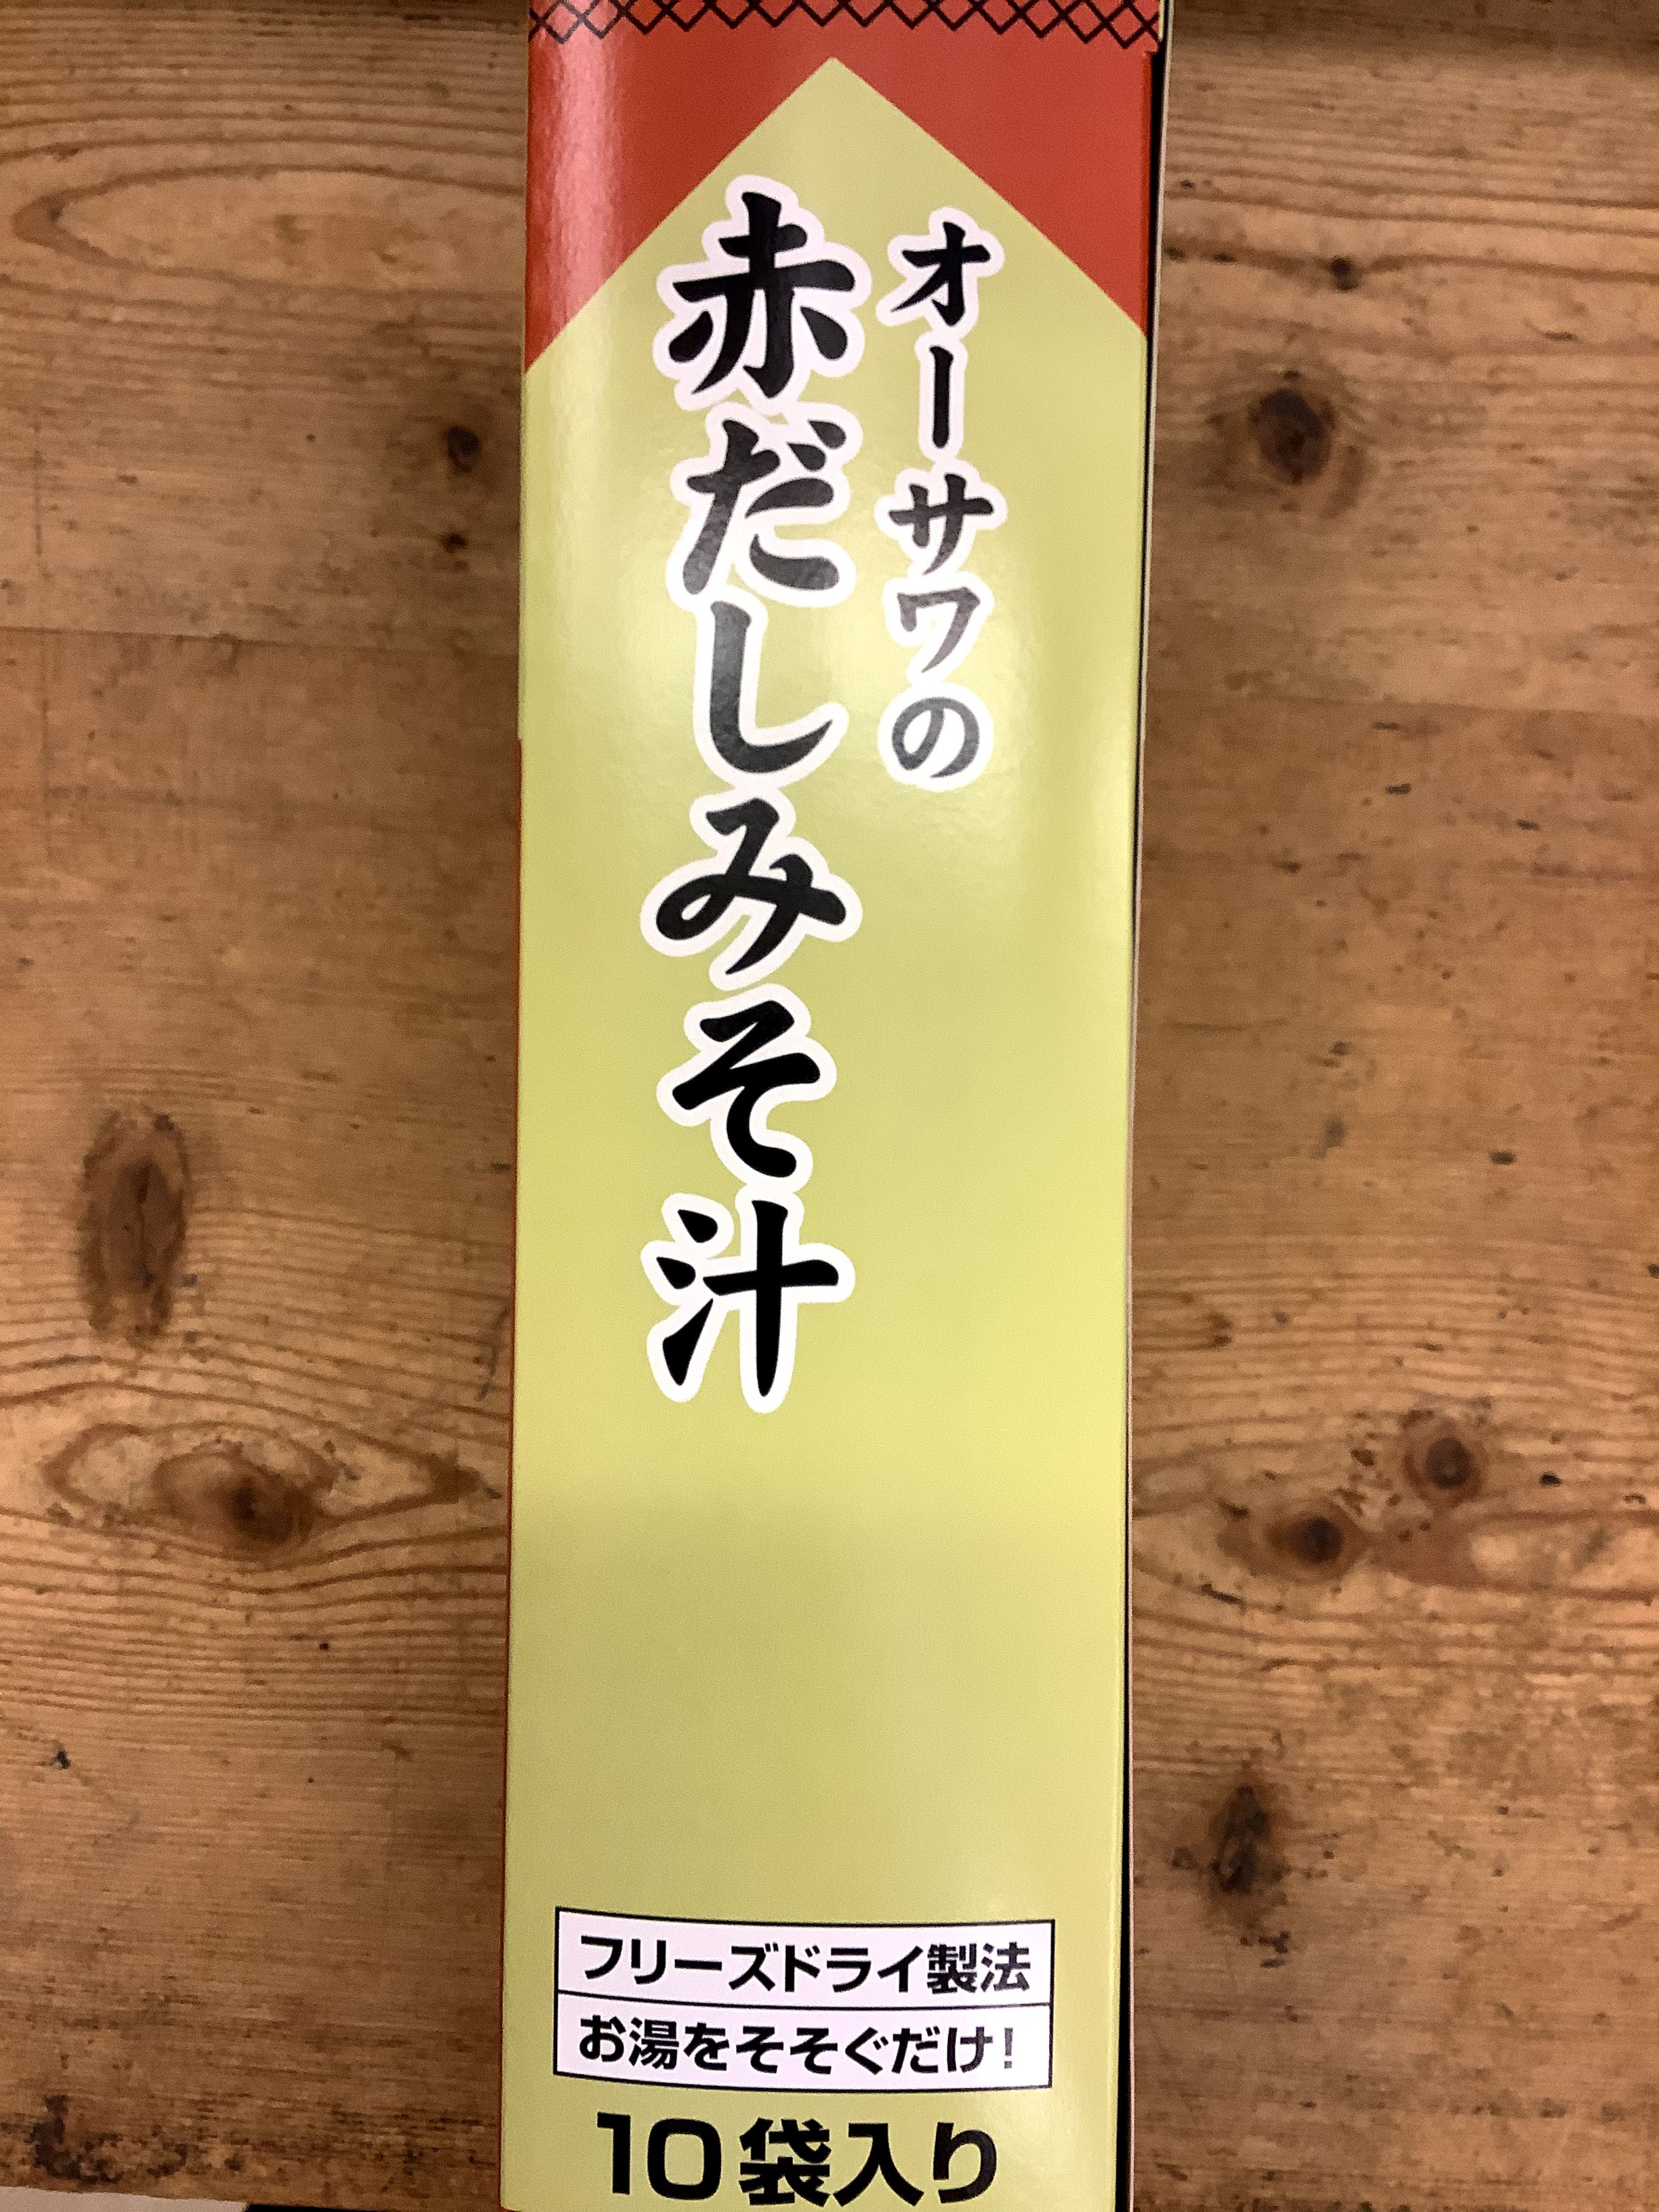 オーサワの
赤だしみそ汁
フリーズドライ製法
お湯をそそぐだけ!
10袋入り